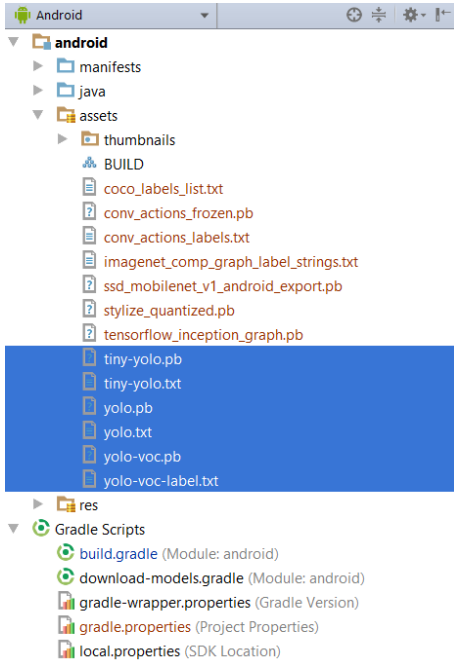 Android
android
manifests
java
assets
thumbnails
BUILD
coco_labels_list.txt
conv_actions_frozen.pb
conv_actions_labels.txt
imagenet_comp_graph_label_strings.txt
ssd_mobilenet_v1_android_export.pb
stylize_quantized.pb
tensorflow_inception_graph.pb
tiny-yolo.pb
tiny-yolo.txt
yolo.pb
yolo.txt
yolo-voc.pb
yolo-voc-label.txt
res
Gradle Scripts
build.gradle (Module: android)
download-models.gradle (Module: android)
gradle-wrapper.properties (Gradle Version)
gradle.properties (Project Properties)
local.properties (SDK Location)